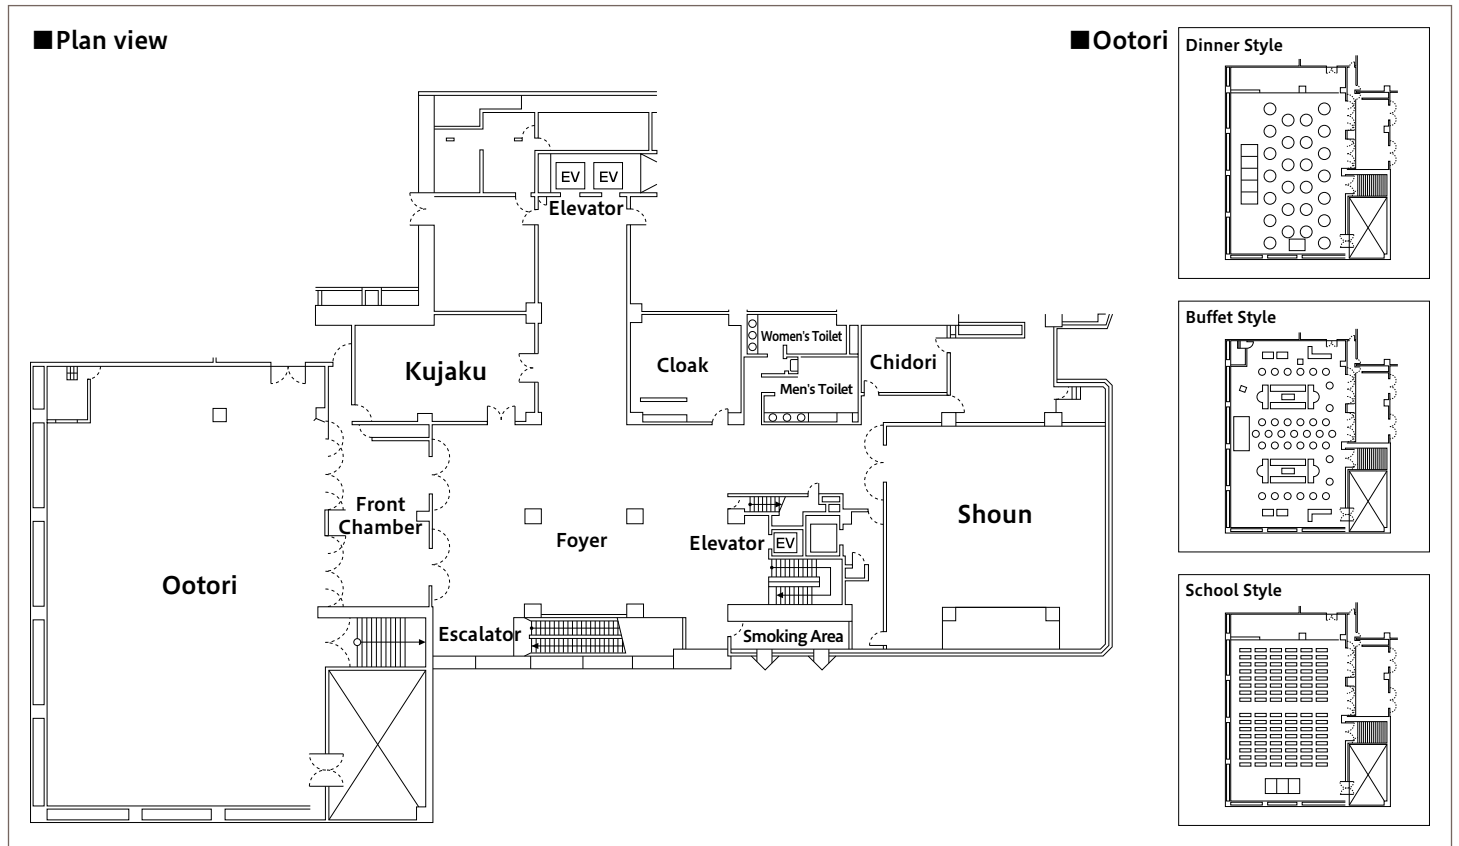 ■Plan view
■Ootori
Dinner Style
EV
EV
Elevator
Buffet Style
Women's Toilet
Cloak
Chidori
Kujaku
Men's Toilet
Front
Chamber
Shoun
Foyer
Elevator
EV
Ootori
School Style
Escalator
Smoking Area